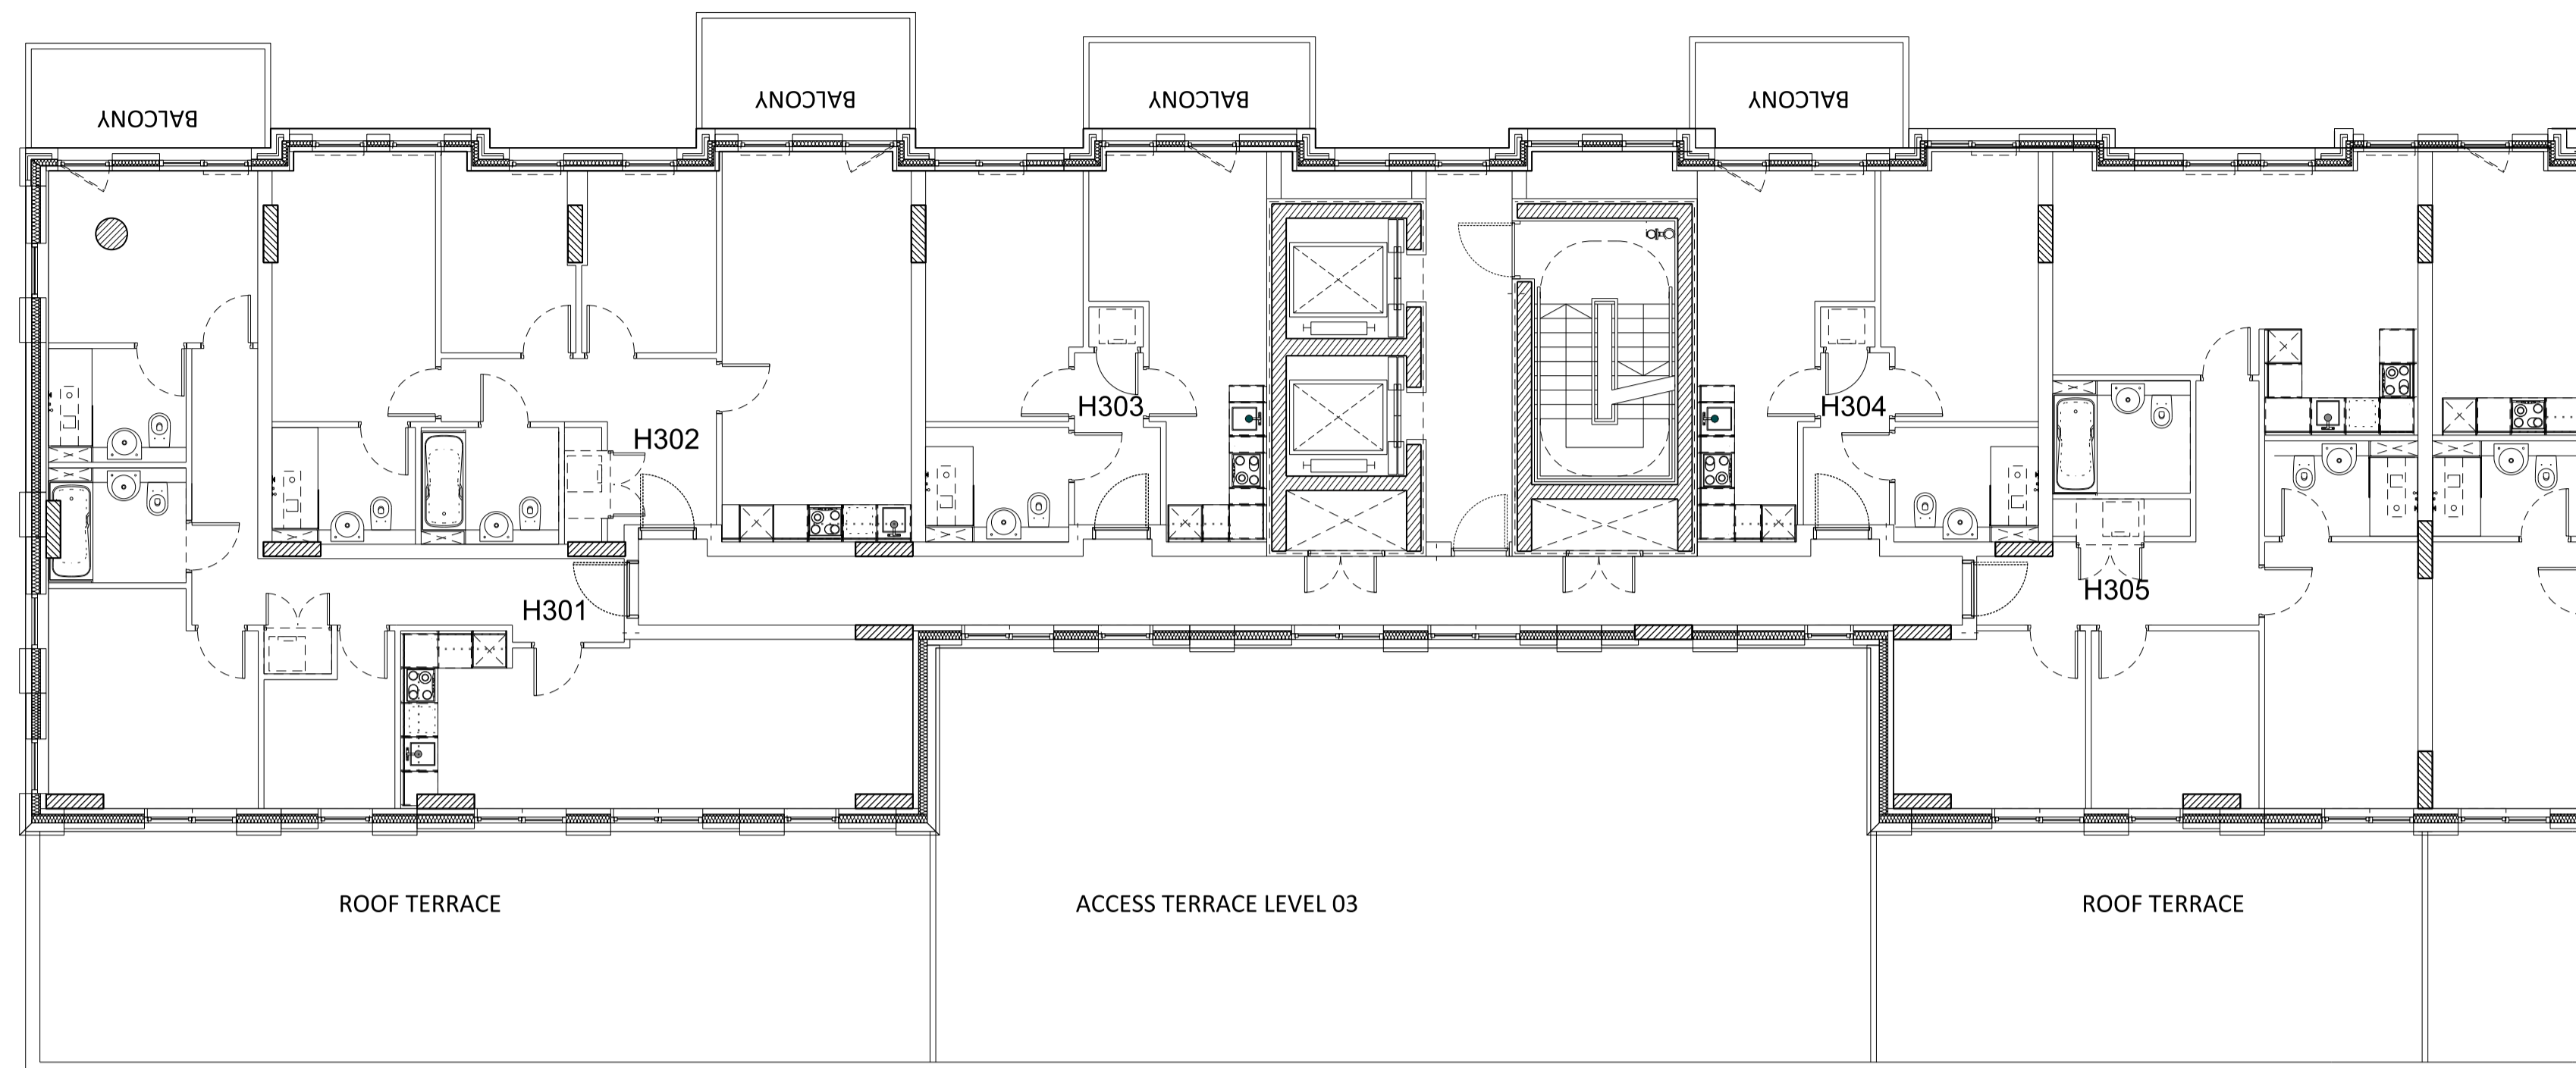 BALCONY
BALCONY
BALCONY
BALCONY
H303
H304
H302
H305
H301
ROOF TERRACE
ACCESS TERRACE LEVEL 03
ROOF TERRACE